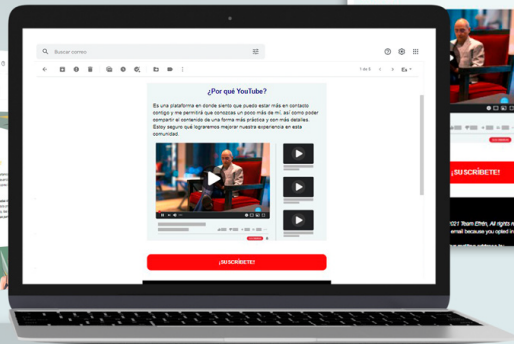 Buscar correo
1 de 5
¿Por qué YouTube?
Es una plataforma en donde siento que puedo estar más en contacto
contigo y me permitirá que conozcas un poco más de mí, así como poder
compartir el contenido de una forma más práctica y con más detalles.
Estoy seguro qué lograremos mejorar nuestra experiencia en esta
comunidad.
¡SUSCRÍBETE!
¡SUSCRÍBETE!
2021 Team Efrén, All rights re
email because you opted in